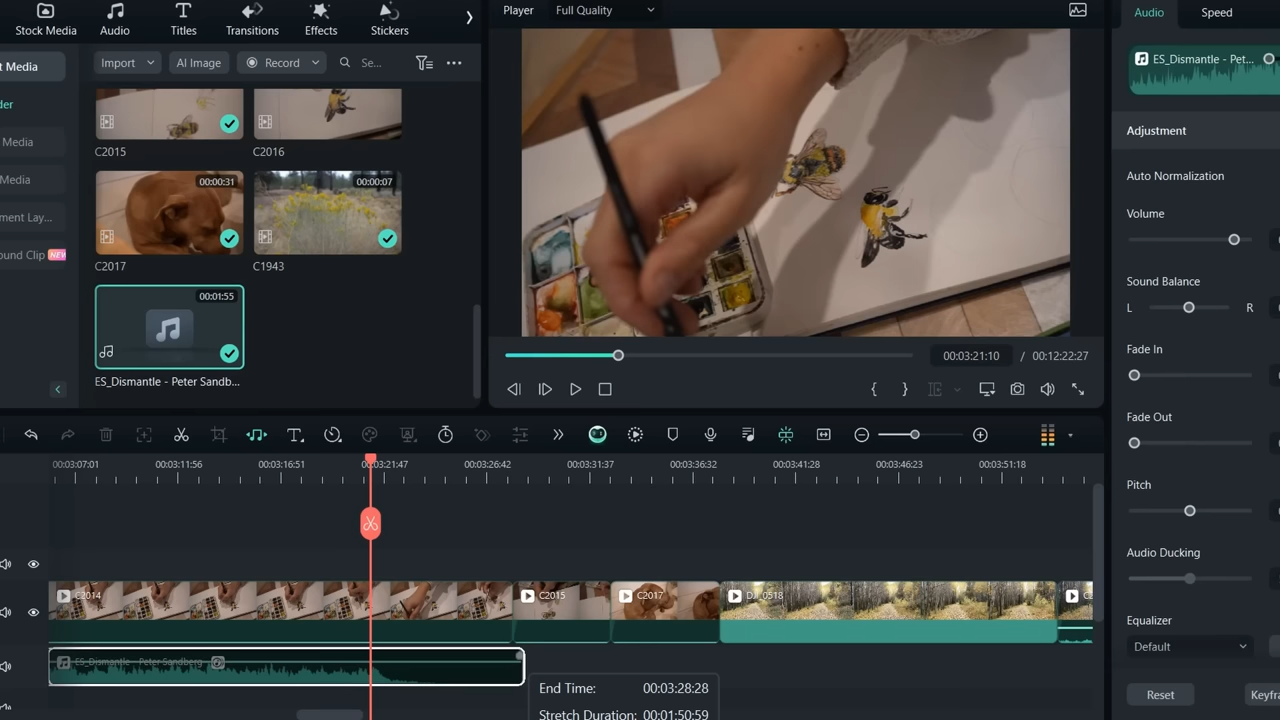 Stock Media
Audio
Titles
Transitions
Effects
Stickers
Player
Full Quality
Audio
Speed
t Media
Import
AI Image
Record
Se...
der
Media
Media
ment Lay...
ound Clip NEW
C2015
C2016
00:00:31
00:00:07
C2017
C1943
00:01:55
ES_Dismantle - Peter Sandb...
00:03:21:10 / 00:12:22:27
ES_Dismantle - Pet...
Adjustment
Auto Normalization
Volume
Sound Balance
L
R
Fade In
Fade Out
Pitch
Audio Ducking
Equalizer
Default
Reset
Keyfra
00:03:07:01
00:03:11:56
00:03:16:51
00:03:21:47
00:03:26:42
00:03:31:37
00:03:36:32
00:03:41:28
00:03:46:23
00:03:51:18
C2014
C2015
C2017
DJI_0518
ES_Dismantle - Peter Sandberg
End Time: 00:03:28:28
Stretch Duration: 00:01:50:59